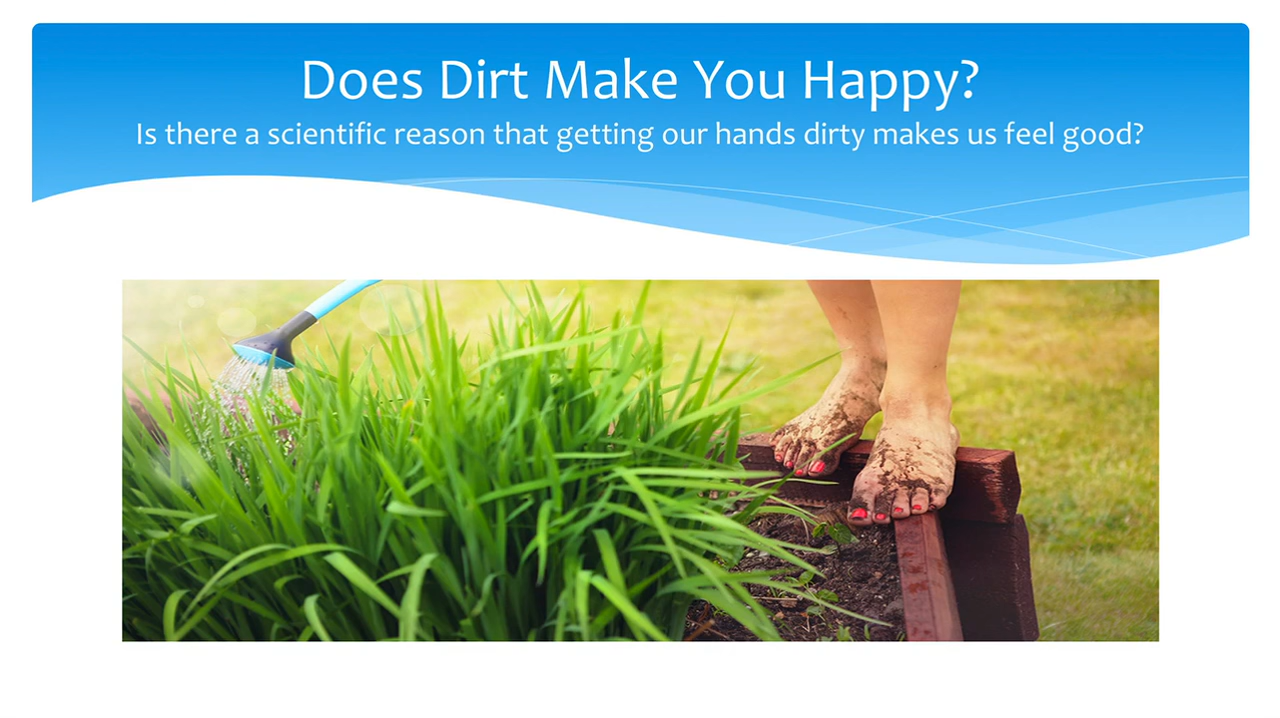 Does Dirt Make You Happy?
Is there a scientific reason that getting our hands dirty makes us feel good?